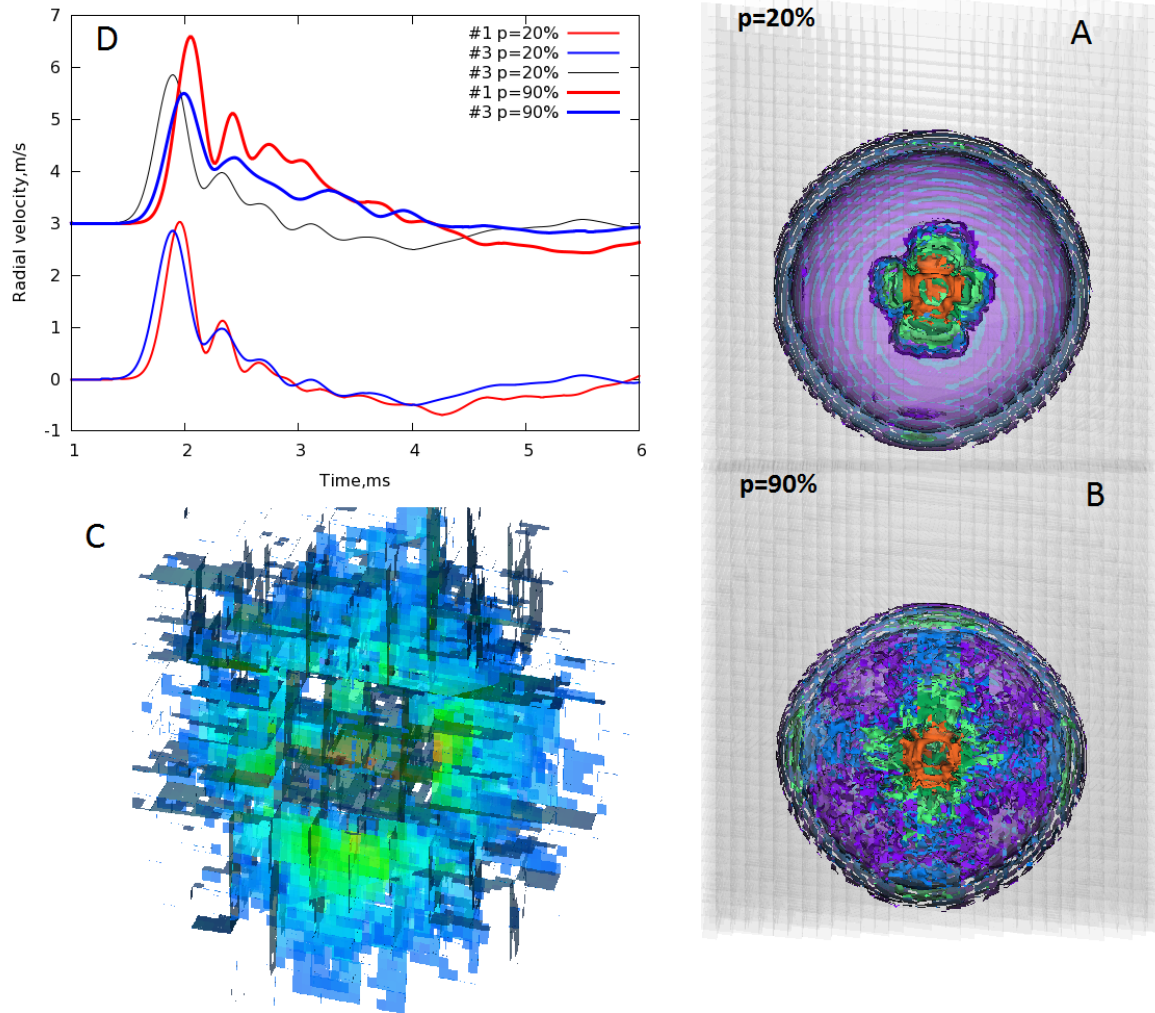 D
7
6
5
4
3
2
1
0
-1
Radial velocity,m/s
#1 p=20%
#3 p=20%
#3 p=20%
#1 p=90%
#3 p=90%
1
2
3
4
5
6
Time,ms
p=20%
A
p=90%
B
C